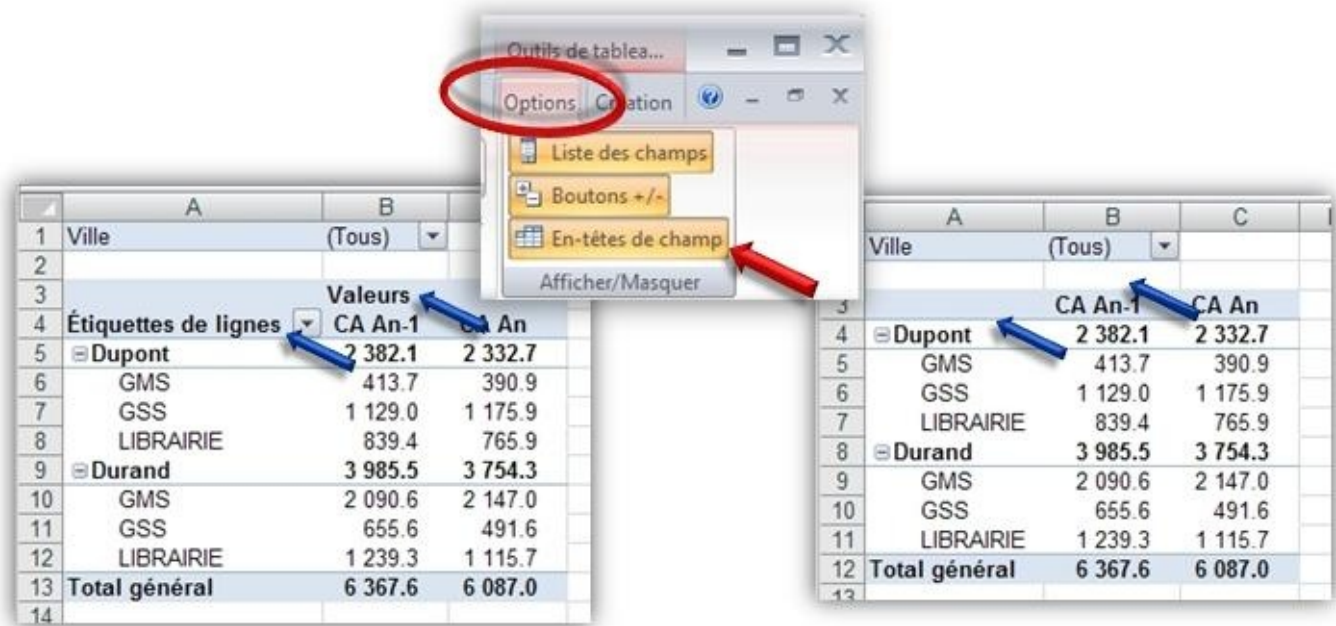 Outils de tablea...
Options Création
Liste des champs
Boutons +/-
En-têtes de champ
Afficher/Masquer
A B
1 Ville (Tous)
2
3 Valeurs
4 Étiquettes de lignes CA An-1 CA An
5 Dupont 2 382.1 2 332.7
6 GMS 413.7 390.9
7 GSS 1 129.0 1 175.9
8 LIBRAIRIE 839.4 765.9
9 Durand 3 985.5 3 754.3
10 GMS 2 090.6 2 147.0
11 GSS 655.6 491.6
12 LIBRAIRIE 1 239.3 1 115.7
13 Total général 6 367.6 6 087.0
14
A B C
Ville (Tous)
3 CA An-1 CA An
4 Dupont 2 382.1 2 332.7
5 GMS 413.7 390.9
6 GSS 1 129.0 1 175.9
7 LIBRAIRIE 839.4 765.9
8 Durand 3 985.5 3 754.3
9 GMS 2 090.6 2 147.0
10 GSS 655.6 491.6
11 LIBRAIRIE 1 239.3 1 115.7
12 Total général 6 367.6 6 087.0
13